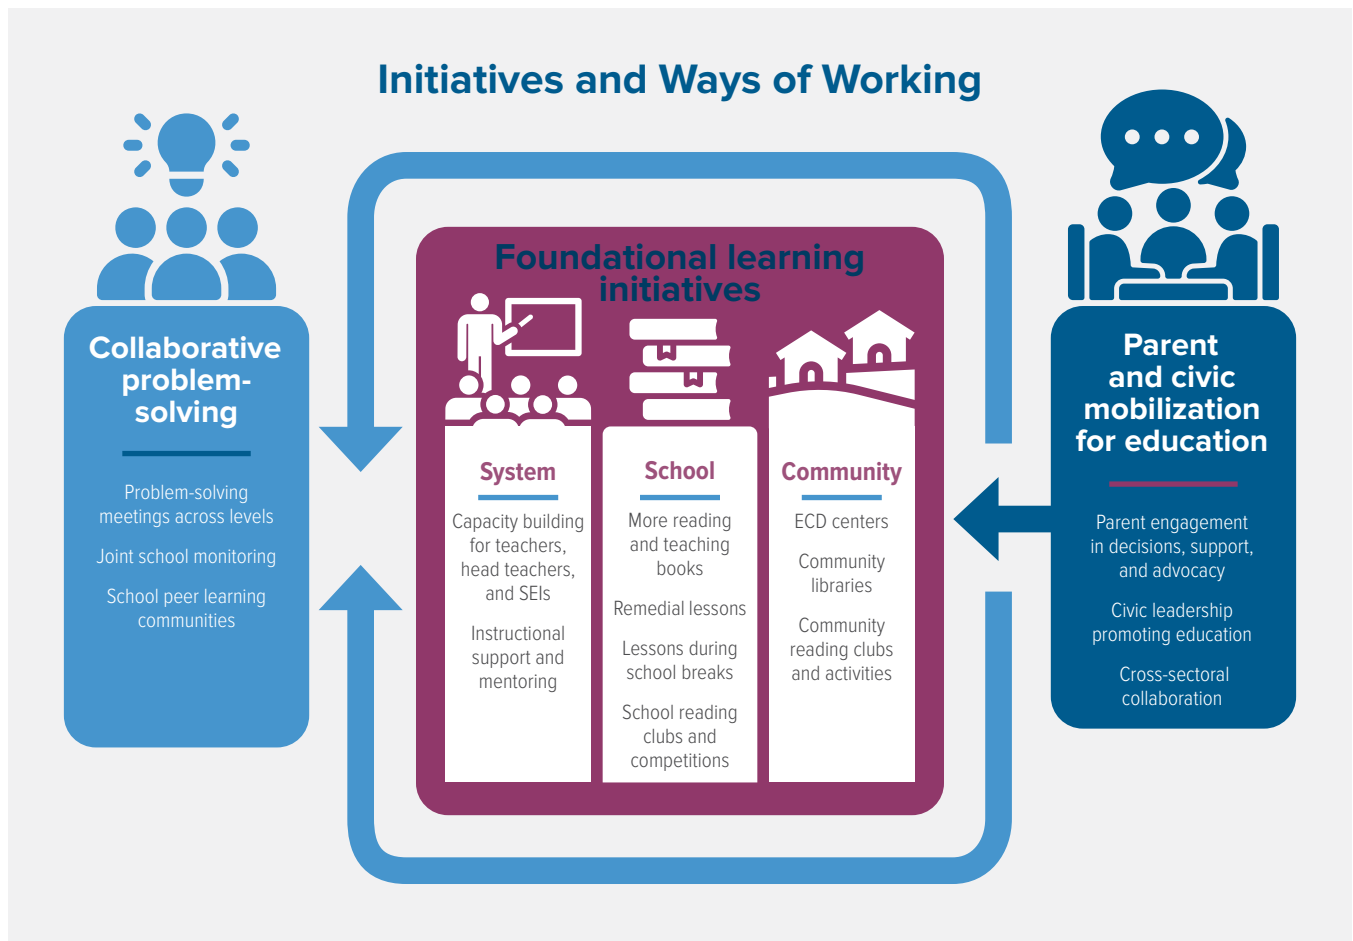 Initiatives and Ways of Working
Collaborative
problem-
solving
Problem-solving
meetings across levels
Joint school monitoring
School peer learning
communities
Foundational learning
initiatives
System
Capacity building
for teachers,
head teachers,
and SEIs
Instructional
support and
mentoring
School
More reading
and teaching
books
Remedial lessons
Lessons during
school breaks
School reading
clubs and
competitions
Community
ECD centers
Community
libraries
Community
reading clubs
and activities
Parent
and civic
mobilization
for education
Parent engagement
in decisions, support,
and advocacy
Civic leadership
promoting education
Cross-sectoral
collaboration